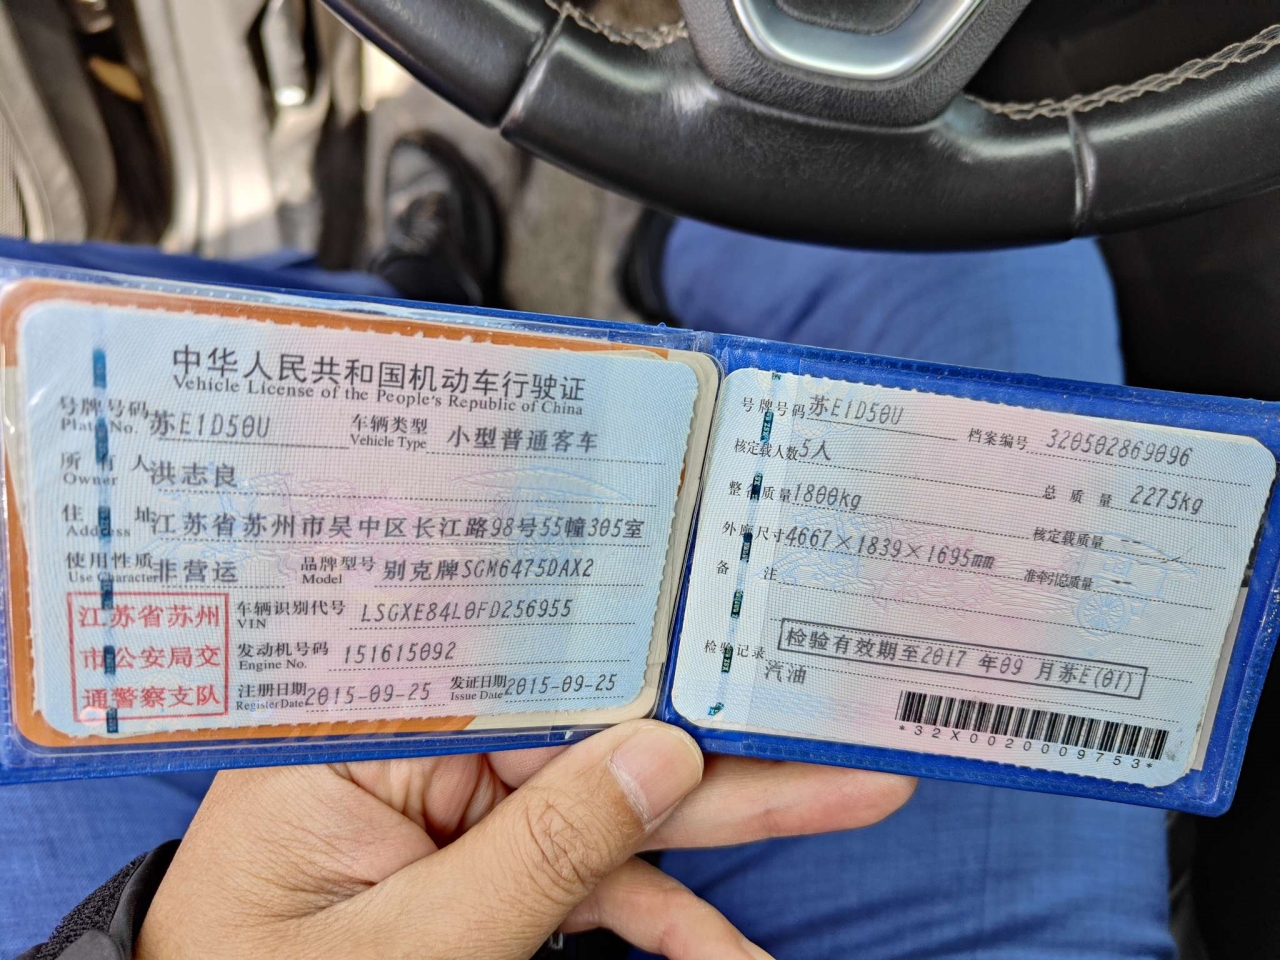 中华人民共和国机动车行驶证
Vehicle License of the People's Republic of China
号牌号码 苏E1D50U 车辆类型 小型普通客车
Plate No. Vehicle Type
所有人 洪志良
Owner
住址 江苏省苏州市吴中区长江路98号55幢305室
Address
使用性质 非营运 品牌型号 别克牌SGM6475DAX2
Use Character Model
江苏省苏州
市公安局交
通警察支队
车辆识别代号 LSGXE84L0FD256955
VIN
发动机号码 151615092
Engine No.
注册日期 2015-09-25 发证日期 2015-09-25
Register Date Issue Date
号牌号码 苏E1D50U 档案编号 320502869096
核定载人数 5人 总质量 2275kg
整备质量 1800kg 核定载质量 --
外廓尺寸 4667×1839×1695mm 准牵引总质量 --
备注
检验记录 检验有效期至2017年09月苏E(01)
汽油
*32X0020009753*